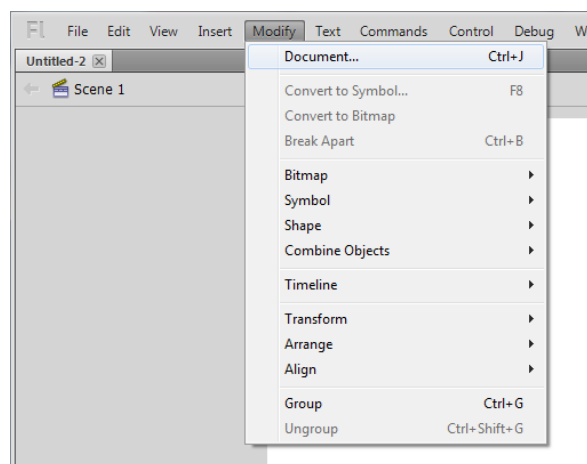 Fl File Edit View Insert Modify Text Commands Control Debug W
Untitled-2
Scene 1
Document... Ctrl+J
Convert to Symbol... F8
Convert to Bitmap
Break Apart Ctrl+B
Bitmap
Symbol
Shape
Combine Objects
Timeline
Transform
Arrange
Align
Group Ctrl+G
Ungroup Ctrl+Shift+G